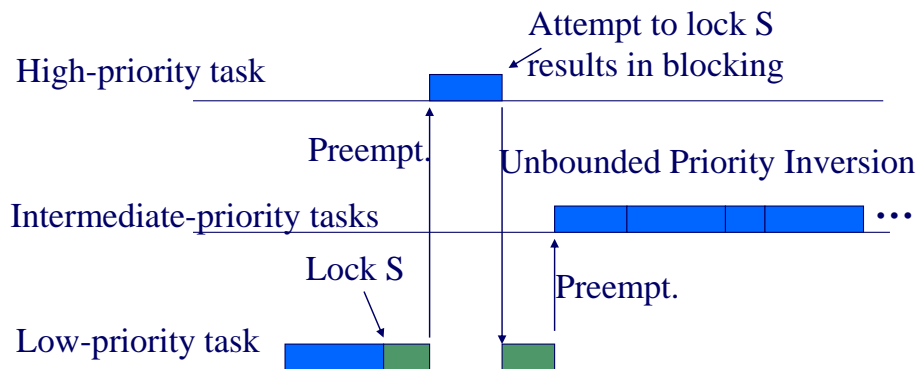 Attempt to lock S
results in blocking
High-priority task
Preempt.
Unbounded Priority Inversion
Intermediate-priority tasks
...
Lock S
Preempt.
Low-priority task